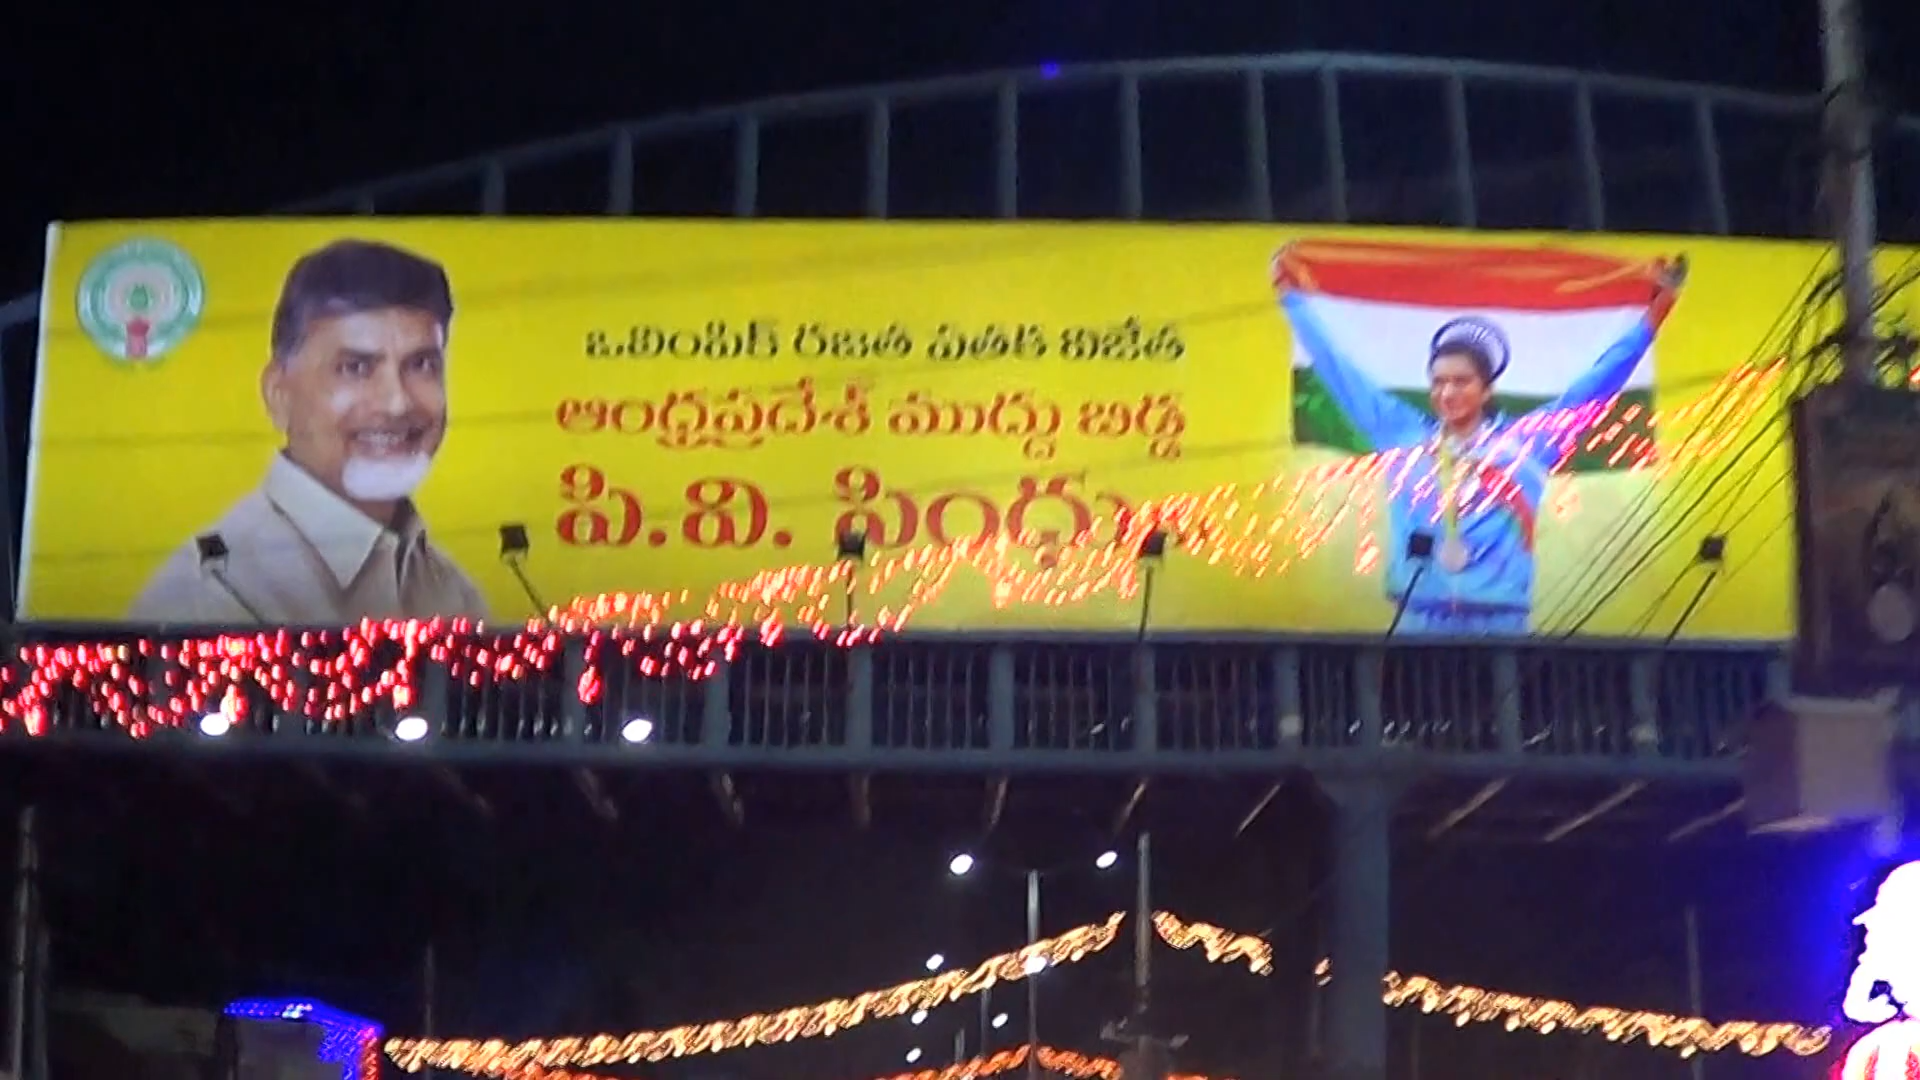 ఒలింపిక్ రజత పతక విజేత
ఆంధ్రప్రదేశ్ ముద్దు బిడ్డ
పి.వి. సింధు